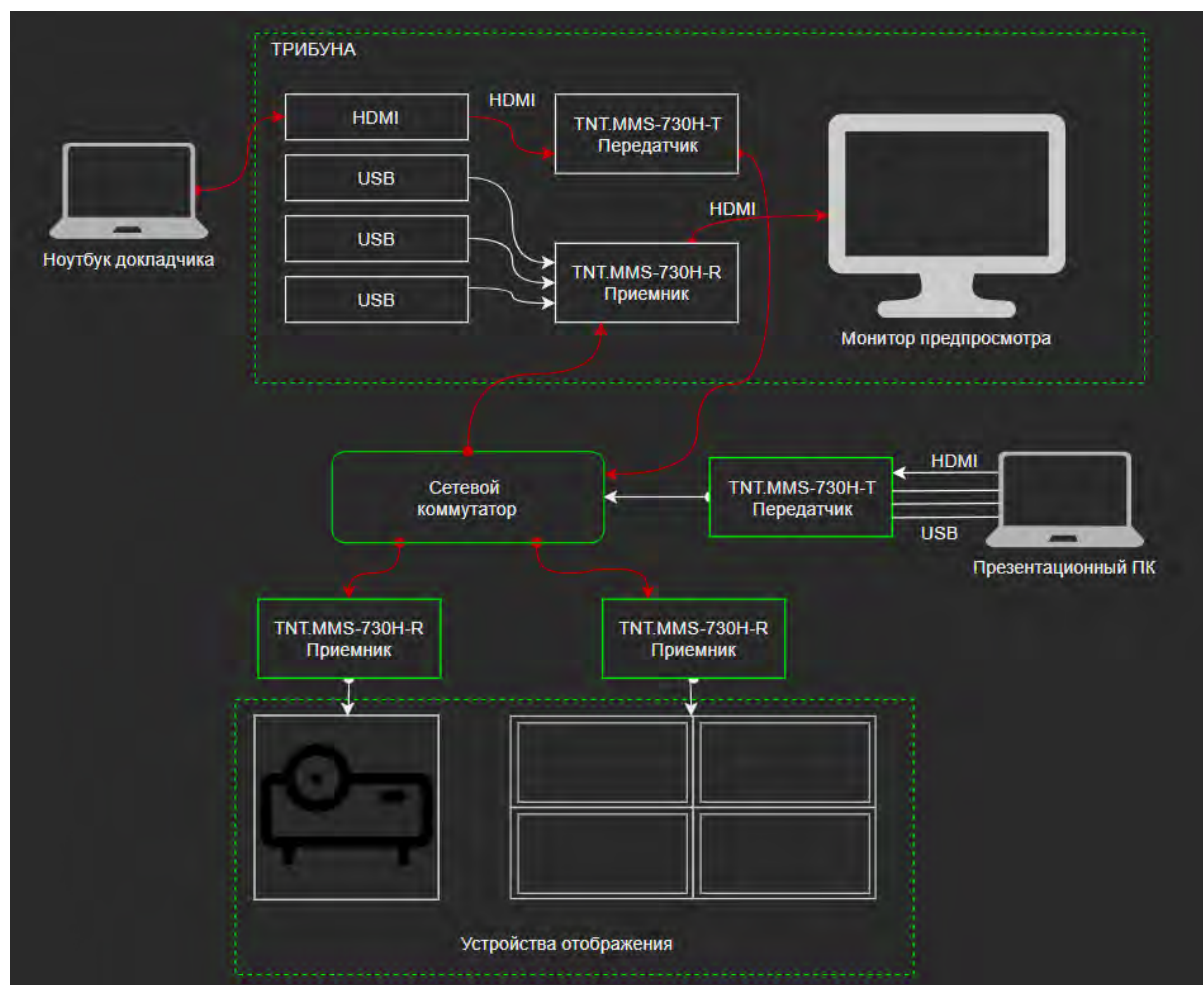 ТРИБУНА
HDMI
HDMI
TNT.MMS-730H-T
Передатчик
USB
HDMI
USB
TNT.MMS-730H-R
Приемник
USB
Ноутбук докладчика
Монитор предпросмотра
Сетевой
коммутатор
TNT.MMS-730H-T
Передатчик
HDMI
USB
Презентационный ПК
TNT.MMS-730H-R
Приемник
TNT.MMS-730H-R
Приемник
Устройства отображения